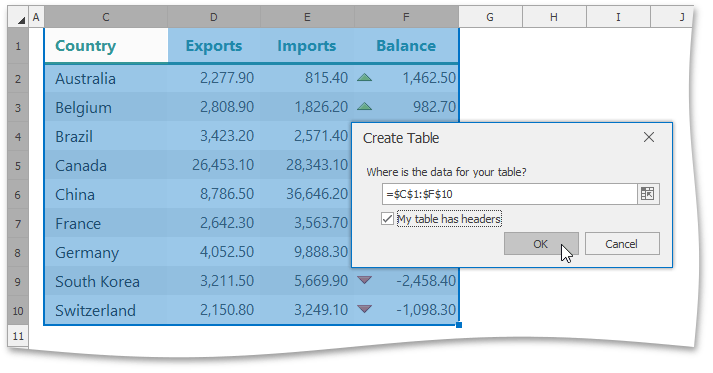 A C D E F G H I J
1 Country Exports Imports Balance
2 Australia 2,277.90 815.40 1,462.50
3 Belgium 2,808.90 1,826.20 982.70
4 Brazil 3,423.20 2,571.40
5 Canada 26,453.10 28,343.10
6 China 8,786.50 36,646.20
7 France 2,642.30 3,563.70
8 Germany 4,052.50 9,888.30
9 South Korea 3,211.50 5,669.90 -2,458.40
10 Switzerland 2,150.80 3,249.10 -1,098.30
11
Create Table
Where is the data for your table?
=$C$1:$F$10
My table has headers
OK Cancel